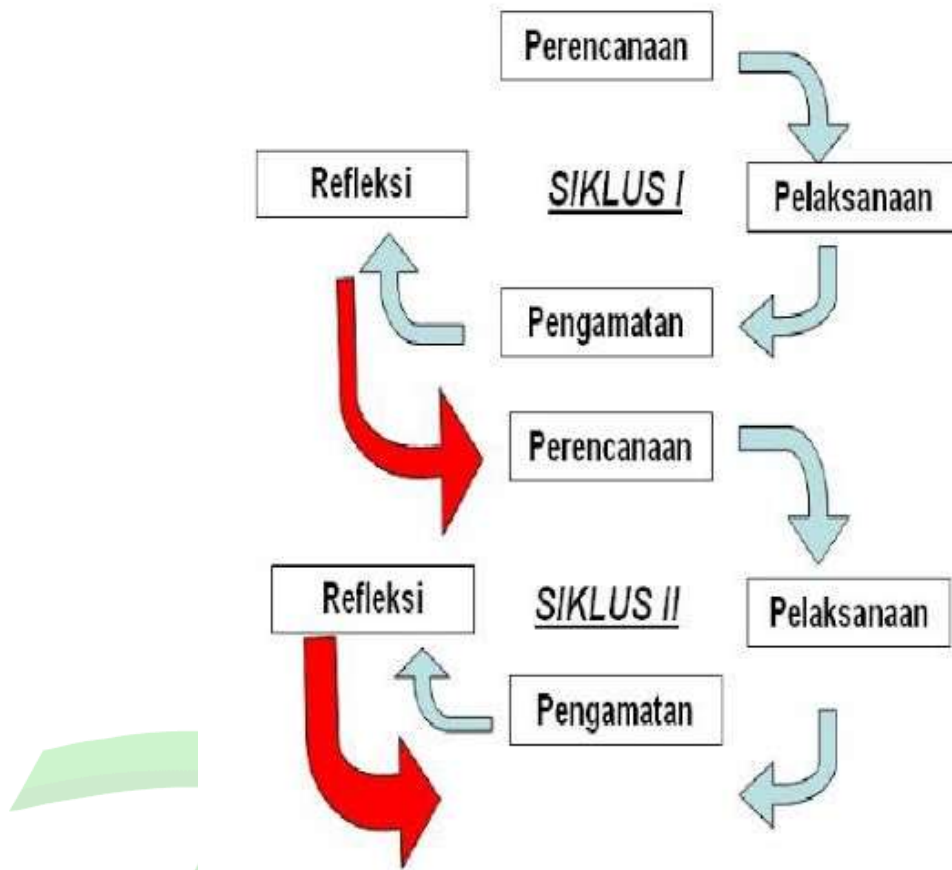 Perencanaan
Refleksi
SIKLUS I
Pelaksanaan
Pengamatan
Perencanaan
Refleksi
SIKLUS II
Pelaksanaan
Pengamatan